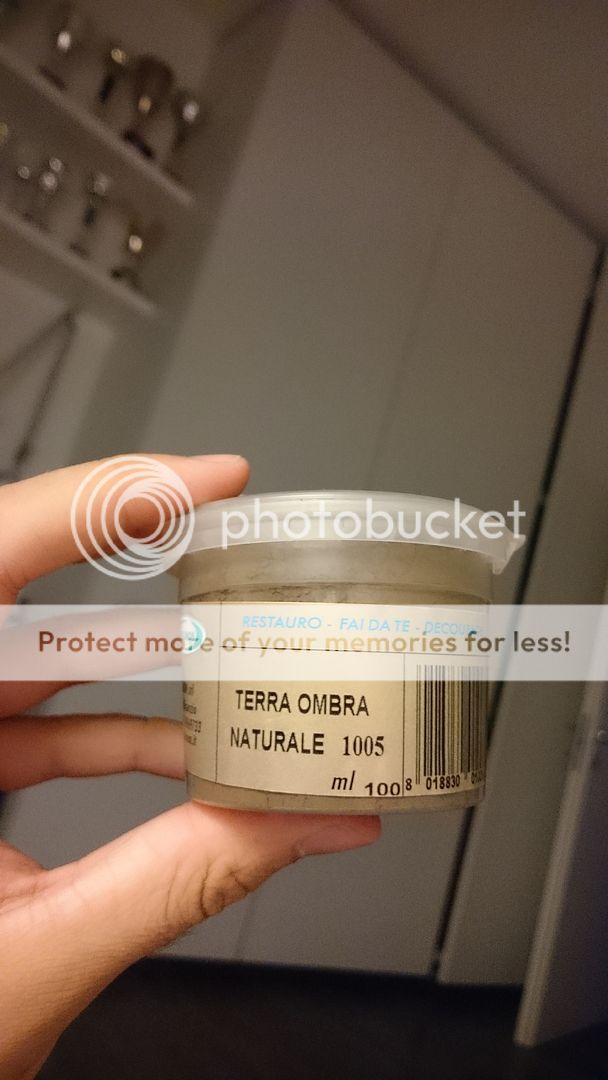 photobucket
Protect more of your memories for less!
RESTAURO - FAI DA TE -
TERRA OMBRA
NATURALE 1005
ml 100
8 018830